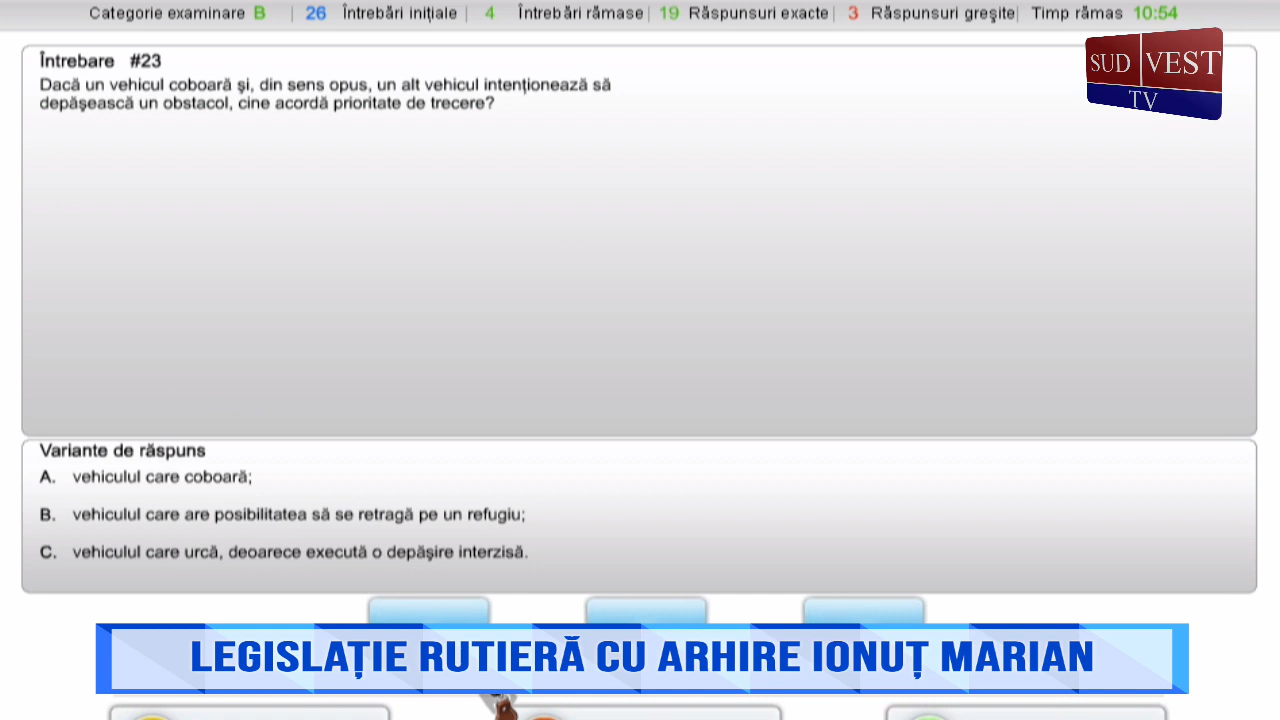 Categorie examinare B | 26 Întrebări inițiale | 4 Întrebări rămase | 19 Răspunsuri exacte | 3 Răspunsuri greșite | Timp rămas 10:54
SUD VEST
TV
Întrebare #23
Dacă un vehicul coboară și, din sens opus, un alt vehicul intenționează să
depășească un obstacol, cine acordă prioritate de trecere?
Variante de răspuns
A. vehiculul care coboară;
B. vehiculul care are posibilitatea să se retragă pe un refugiu;
C. vehiculul care urcă, deoarece execută o depășire interzisă.
LEGISLAȚIE RUTIERĂ CU ARHIRE IONUȚ MARIAN